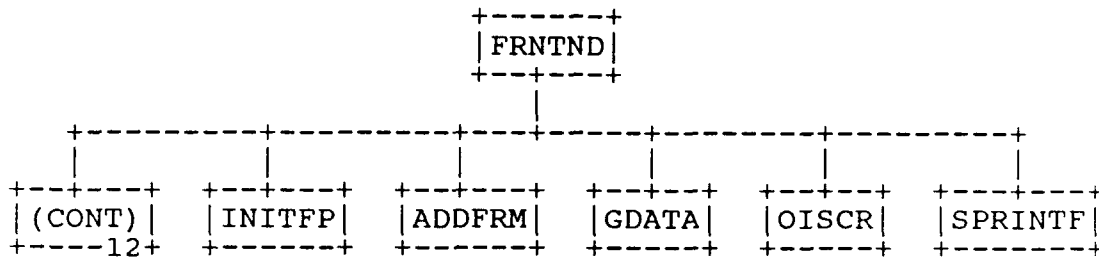 FRNTND
(CONT) INITFP ADDFRM GDATA OISCR SPRINTF
12